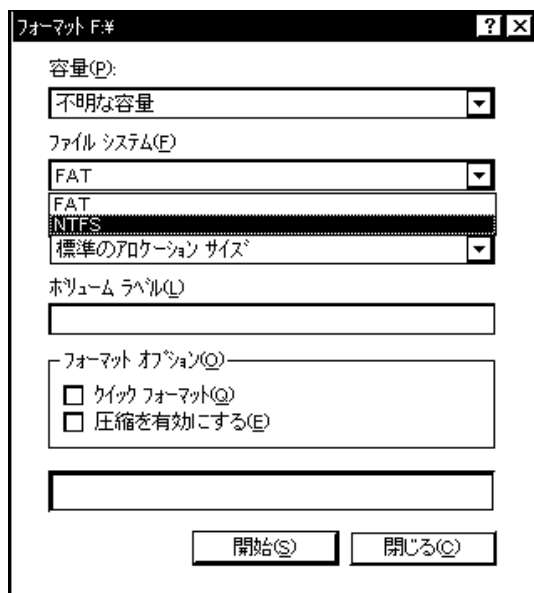 フォーマット F:¥
容量(P):
不明な容量
ファイル システム(F)
FAT
FAT
NTFS
標準のアロケーション サイズ
ボリューム ラベル(L)
フォーマット オプション(O)
クイック フォーマット(Q)
圧縮を有効にする(E)
開始(S)
閉じる(C)